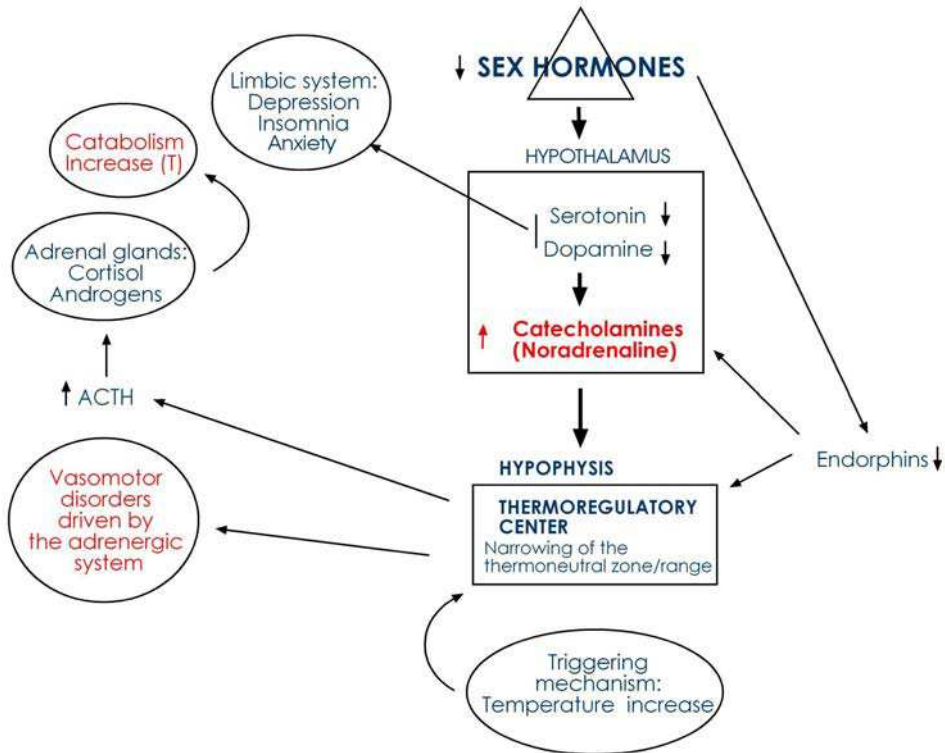 ↓ SEX HORMONES
Limbic system:
Depression
Insomnia
Anxiety
Catabolism
Increase (T)
HYPOTHALAMUS
Serotonin ↓
Dopamine ↓
Adrenal glands:
Cortisol
Androgens
↑ Catecholamines
(Noradrenaline)
↑ ACTH
Endorphins ↓
HYPOPHYSIS
Vasomotor
disorders
driven by
the adrenergic
system
THERMOREGULATORY
CENTER
Narrowing of the
thermoneutral zone/range
Triggering
mechanism:
Temperature increase